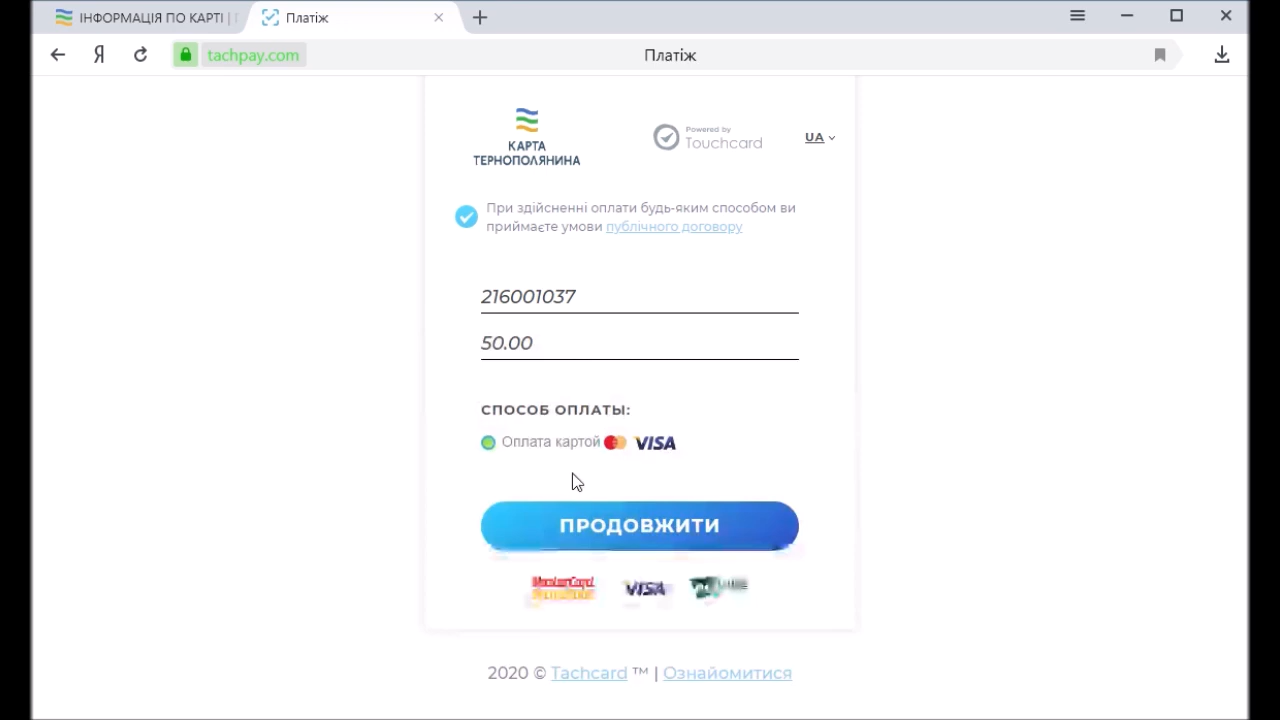 ІНФОРМАЦІЯ ПО КАРТІ |
Платіж
Я
tachpay.com
Платіж
КАРТА
ТЕРНОПОЛЯНИНА
Powered by
Touchcard
UA
При здійсненні оплати будь-яким способом ви
приймаєте умови публічного договору
216001037
50.00
СПОСОБ ОПЛАТЫ:
Оплата картой VISA
ПРОДОВЖИТИ
MasterCard
VISA
2020 © Tachcard ™ | Ознайомитися